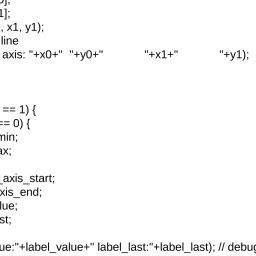 0];
1];
, x1, y1);
line
axis: "+x0+" "+y0+" "+x1+" "+y1);
== 1) {
== 0) {
min;
ax;
_axis_start;
xis_end;
lue;
st;
ue:"+label_value+" label_last:"+label_last); // debug